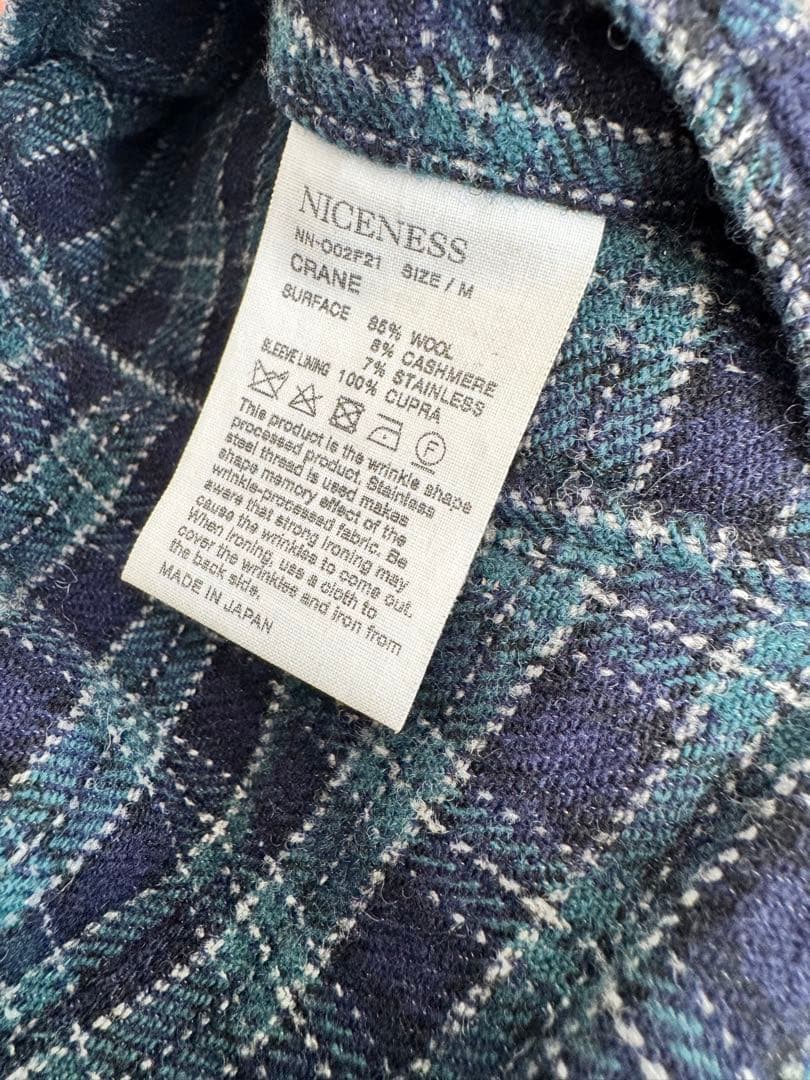 NICENESS
NN-O02F21 SIZE / M
CRANE
SURFACE 85% WOOL
8% CASHMERE
7% STAINLESS
SLEEVE LINING 100% CUPRA
F
This product is the wrinkle shape
processed product. Stainless
steel thread is used makes
shape memory effect of the
wrinkle-processed fabric. Be
aware that strong ironing may
cause the wrinkles to come out.
When ironing, use a cloth to
cover the wrinkles and iron from
the back side.
MADE IN JAPAN